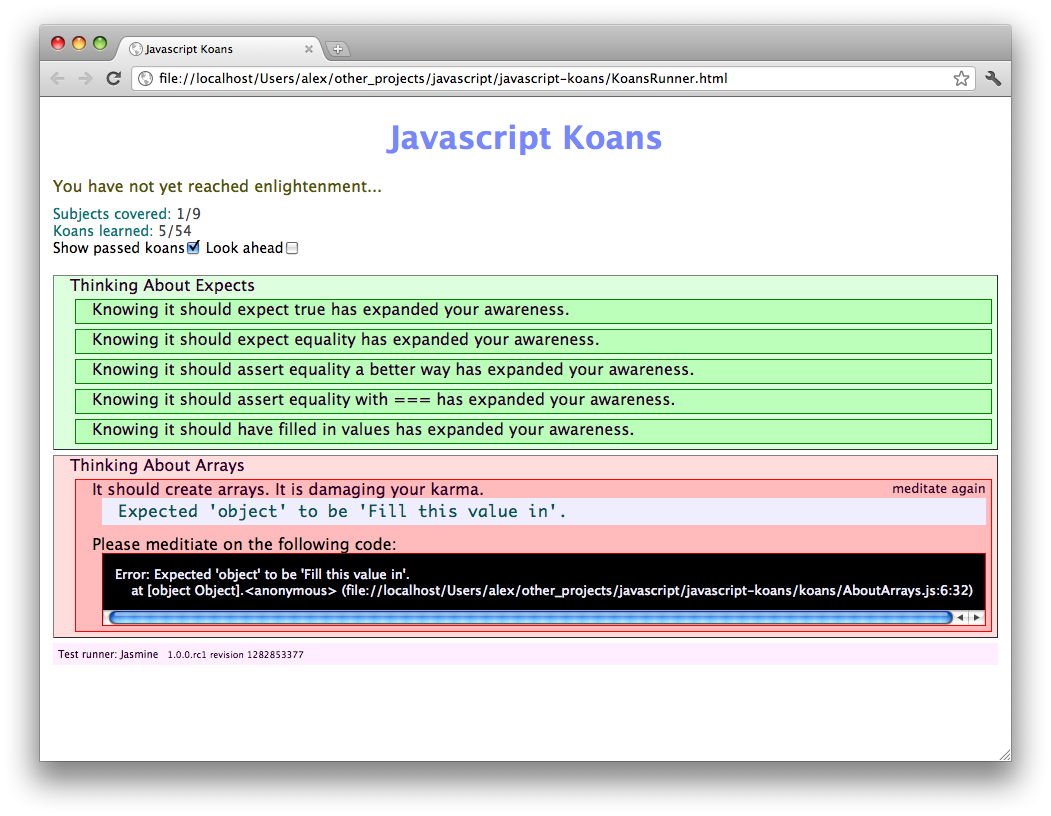 Javascript Koans
file://localhost/Users/alex/other_projects/javascript/javascript-koans/KoansRunner.html
Javascript Koans
You have not yet reached enlightenment...
Subjects covered: 1/9
Koans learned: 5/54
Show passed koans Look ahead
Thinking About Expects
Knowing it should expect true has expanded your awareness.
Knowing it should expect equality has expanded your awareness.
Knowing it should assert equality a better way has expanded your awareness.
Knowing it should assert equality with === has expanded your awareness.
Knowing it should have filled in values has expanded your awareness.
Thinking About Arrays
It should create arrays. It is damaging your karma. meditate again
Expected 'object' to be 'Fill this value in'.
Please meditiate on the following code:
Error: Expected 'object' to be 'Fill this value in'.
at [object Object].<anonymous> (file://localhost/Users/alex/other_projects/javascript/javascript-koans/koans/AboutArrays.js:6:32)
Test runner: Jasmine 1.0.0.rc1 revision 1282853377